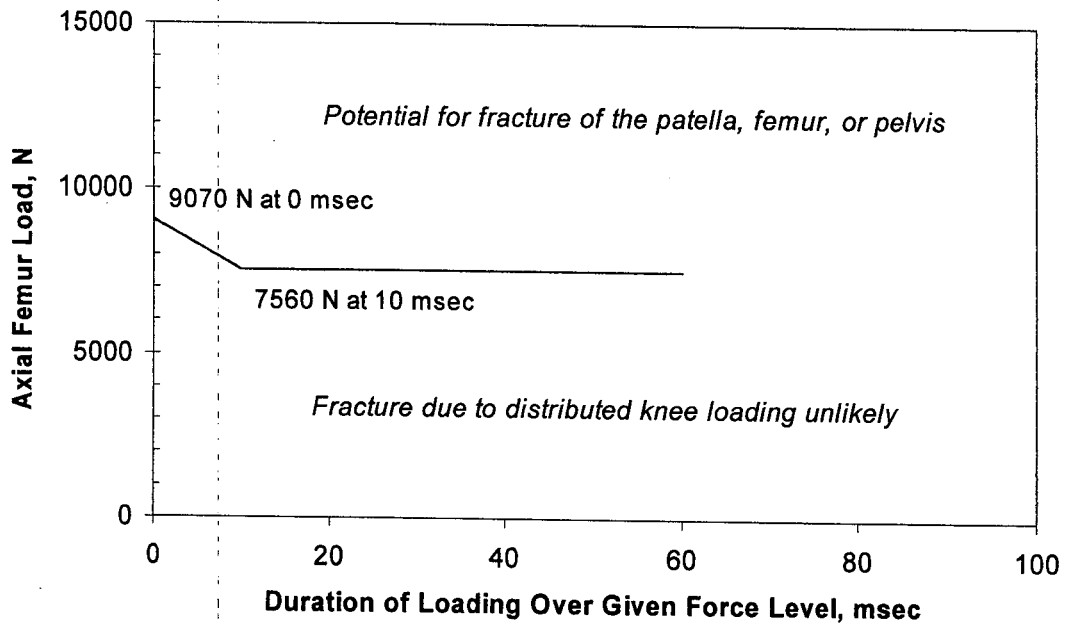 15000
Potential for fracture of the patella, femur, or pelvis
10000
9070 N at 0 msec
7560 N at 10 msec
5000
Fracture due to distributed knee loading unlikely
0
Axial Femur Load, N
0 20 40 60 80 100
Duration of Loading Over Given Force Level, msec